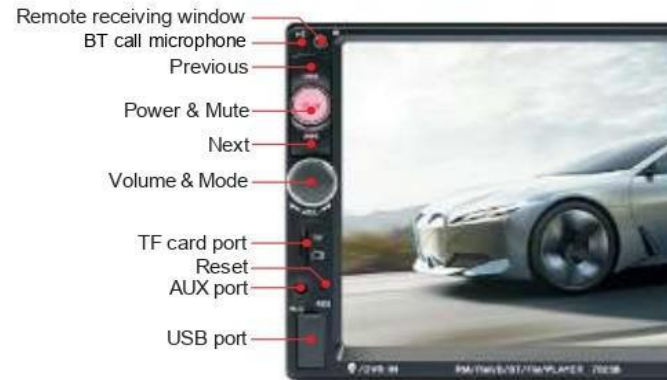 Remote receiving window
BT call microphone
Previous
Power & Mute
Next
Volume & Mode
TF card port
Reset
AUX port
USB port